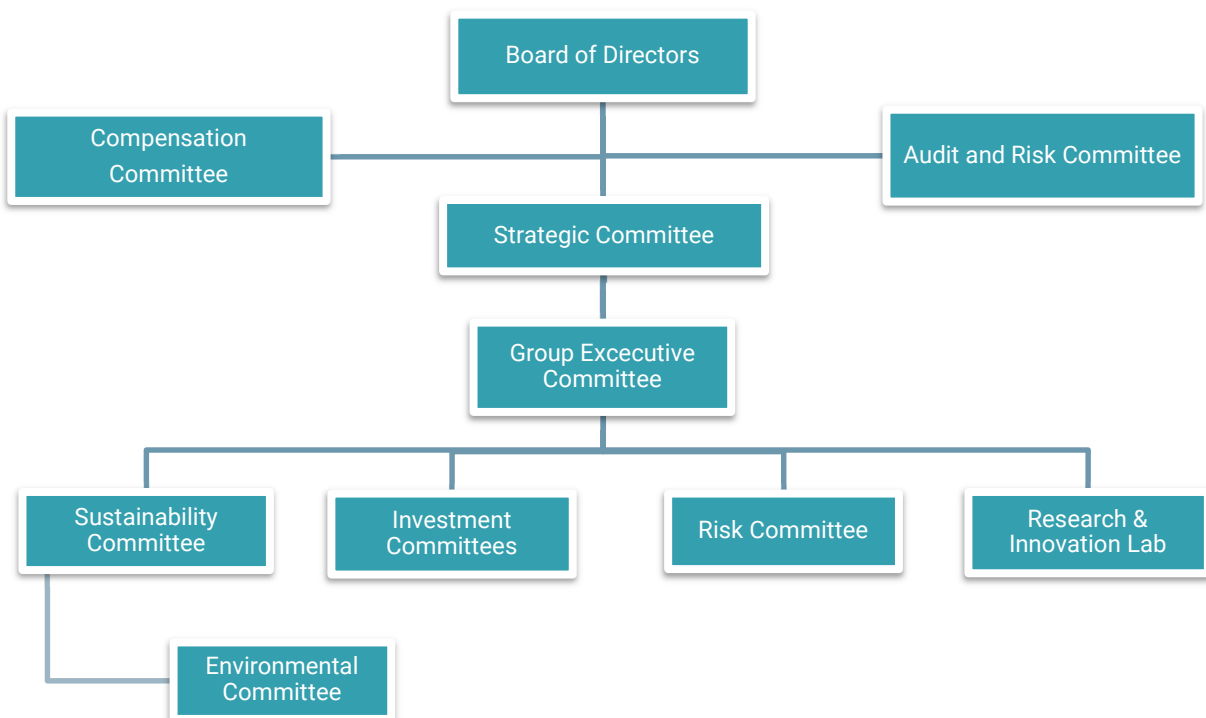 Board of Directors
Compensation
Committee
Audit and Risk Committee
Strategic Committee
Group Excecutive
Committee
Sustainability
Committee
Investment
Committees
Risk Committee
Research &
Innovation Lab
Environmental
Committee